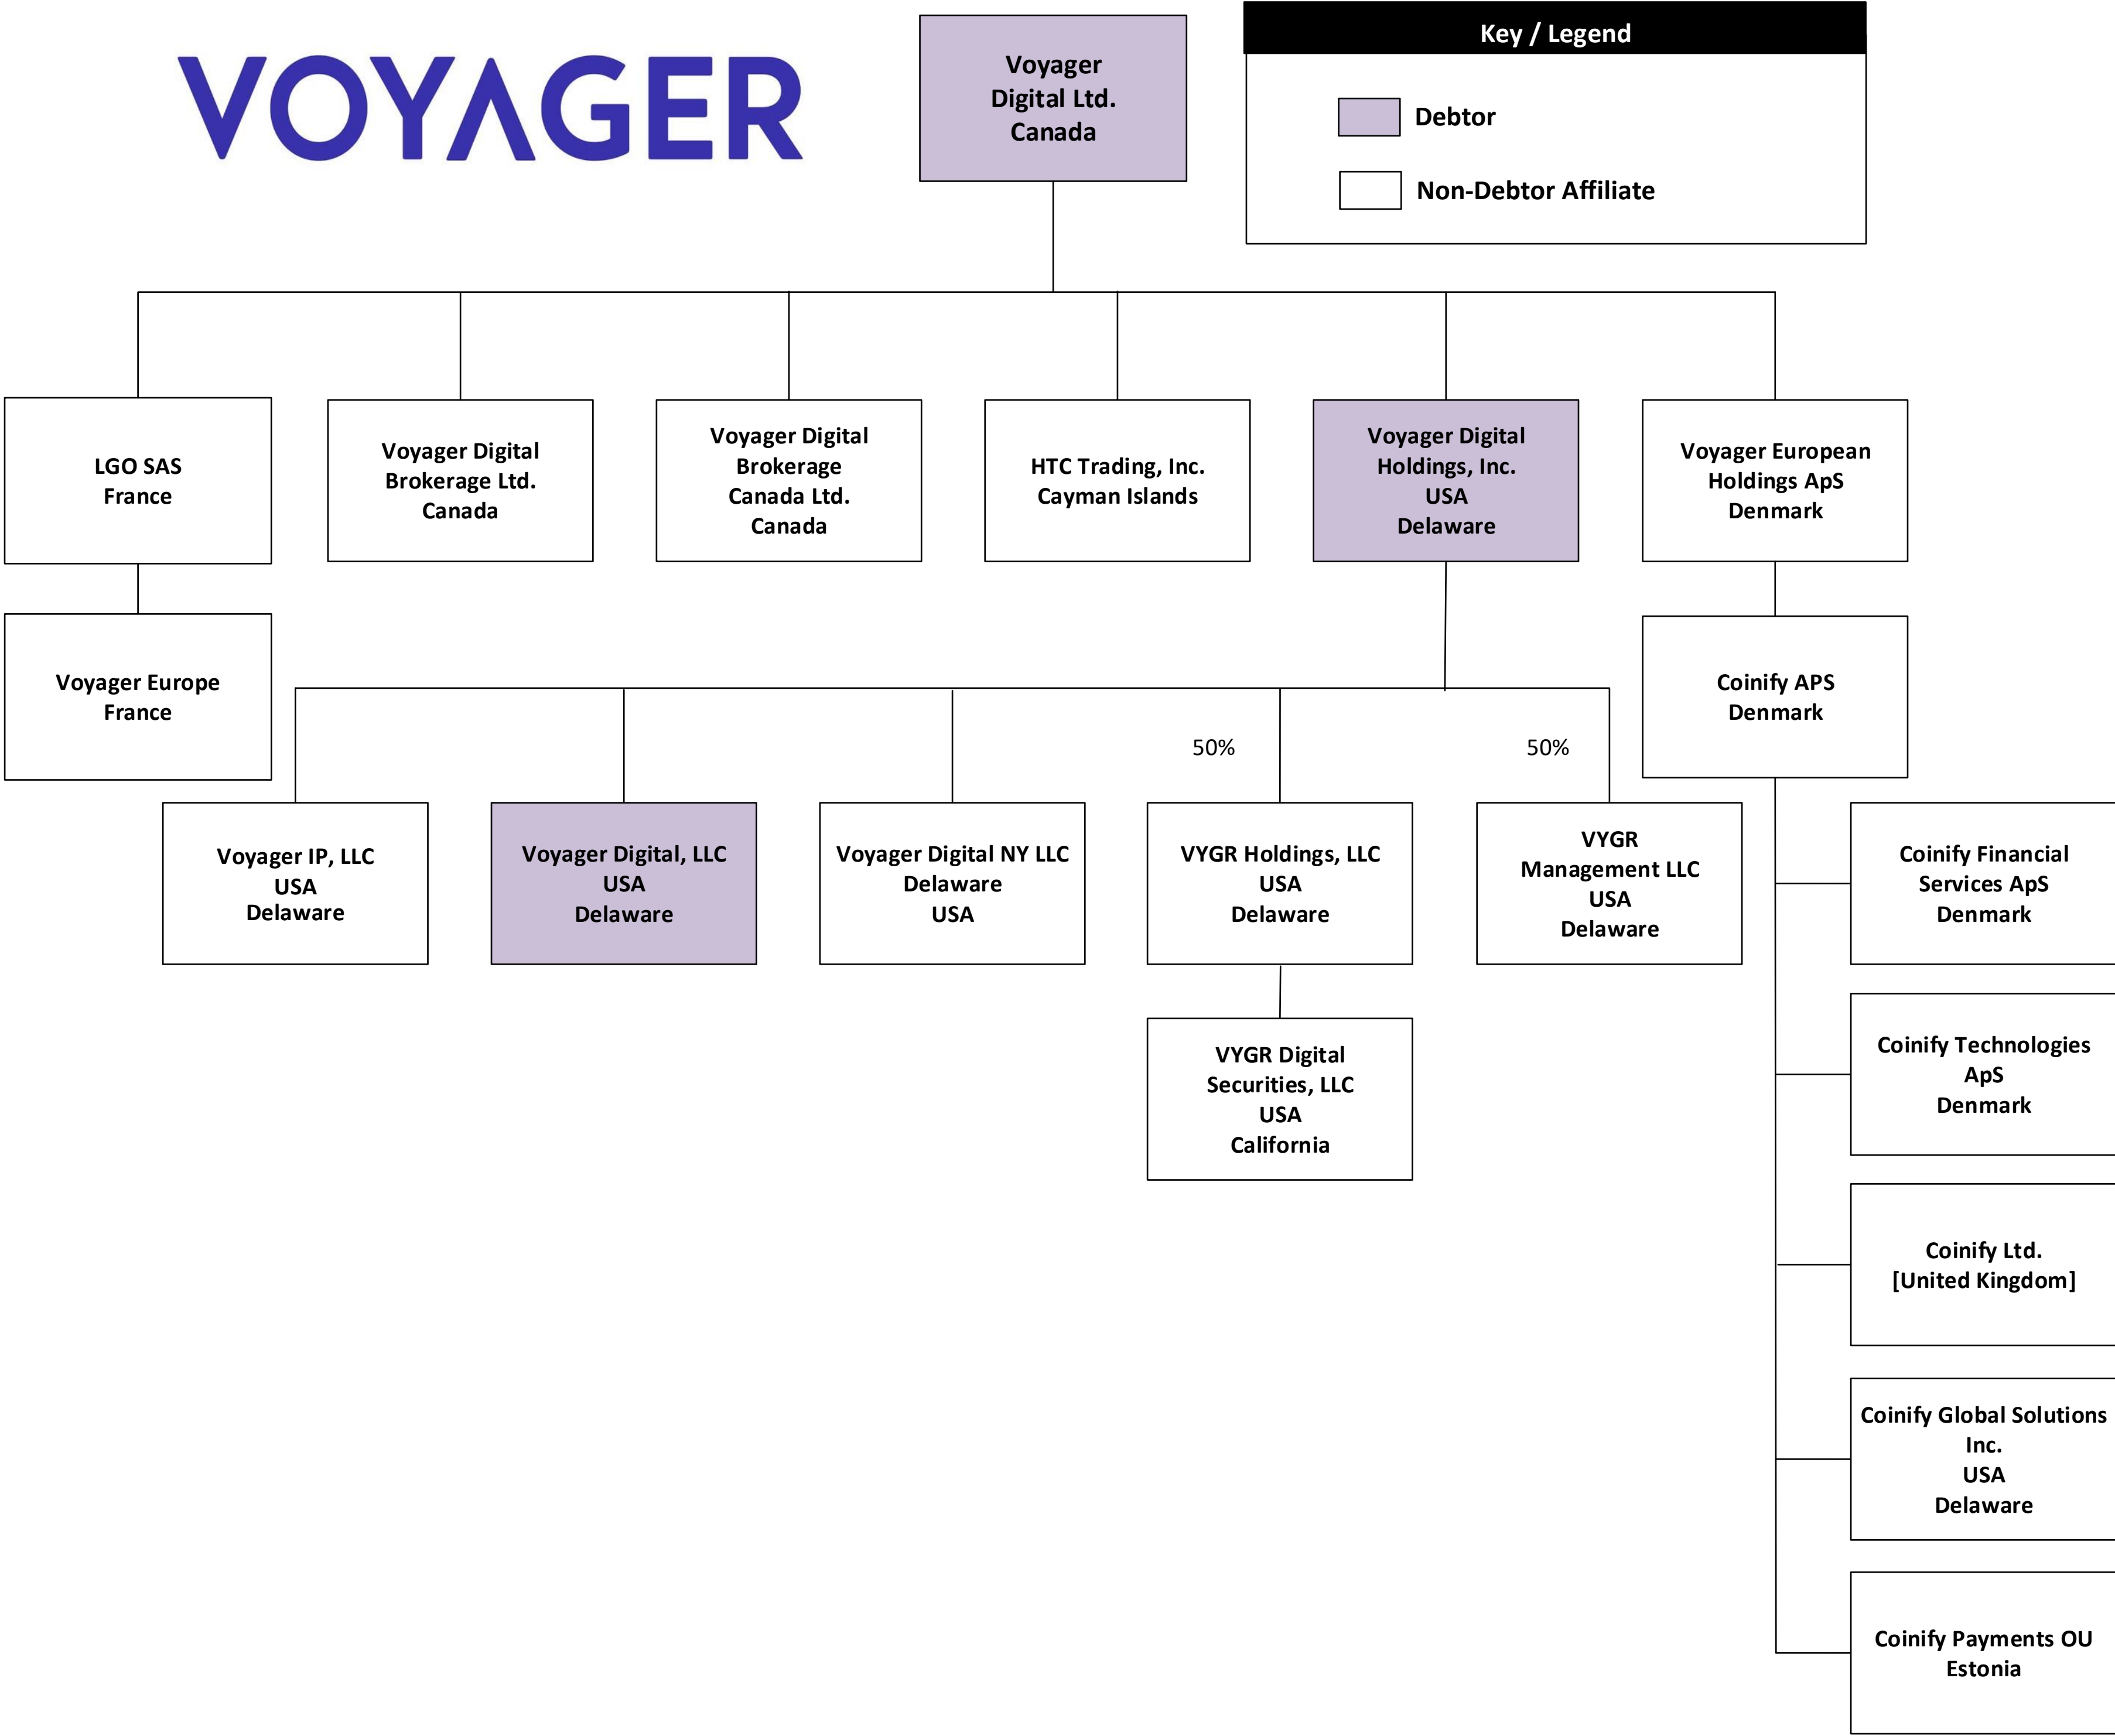 VOYAGER
Voyager
Digital Ltd.
Canada
Key / Legend
Debtor
Non-Debtor Affiliate
LGO SAS
France
Voyager Digital
Brokerage Ltd.
Canada
Voyager Digital
Brokerage
Canada Ltd.
Canada
HTC Trading, Inc.
Cayman Islands
Voyager Digital
Holdings, Inc.
USA
Delaware
Voyager European
Holdings ApS
Denmark
Voyager Europe
France
Coinify APS
Denmark
50%
50%
Voyager IP, LLC
USA
Delaware
Voyager Digital, LLC
USA
Delaware
Voyager Digital NY LLC
Delaware
USA
VYGR Holdings, LLC
USA
Delaware
VYGR
Management LLC
USA
Delaware
Coinify Financial
Services ApS
Denmark
VYGR Digital
Securities, LLC
USA
California
Coinify Technologies
ApS
Denmark
Coinify Ltd.
[United Kingdom]
Coinify Global Solutions
Inc.
USA
Delaware
Coinify Payments OU
Estonia